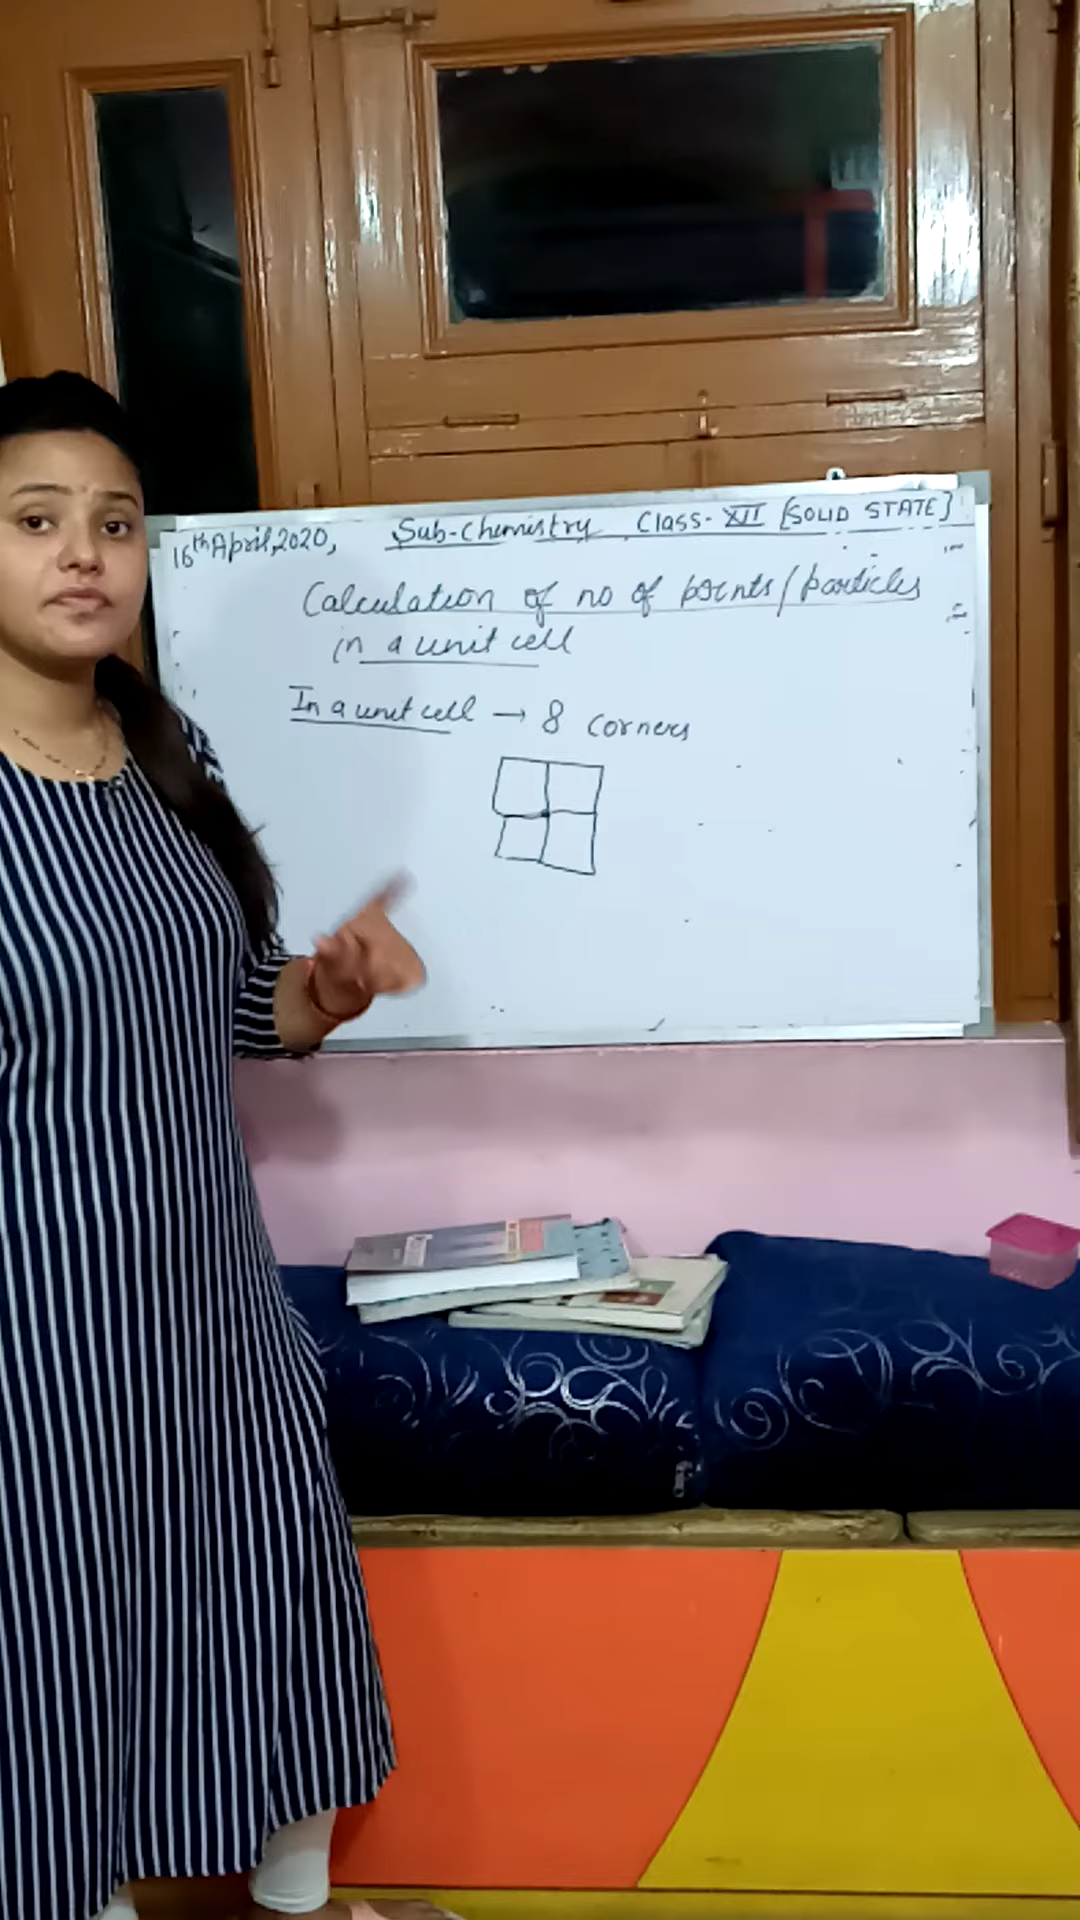 16th April, 2020, Sub-Chemistry Class-XII [SOLID STATE]
Calculation of no of points/particles
in a unit cell
In a unit cell → 8 corners